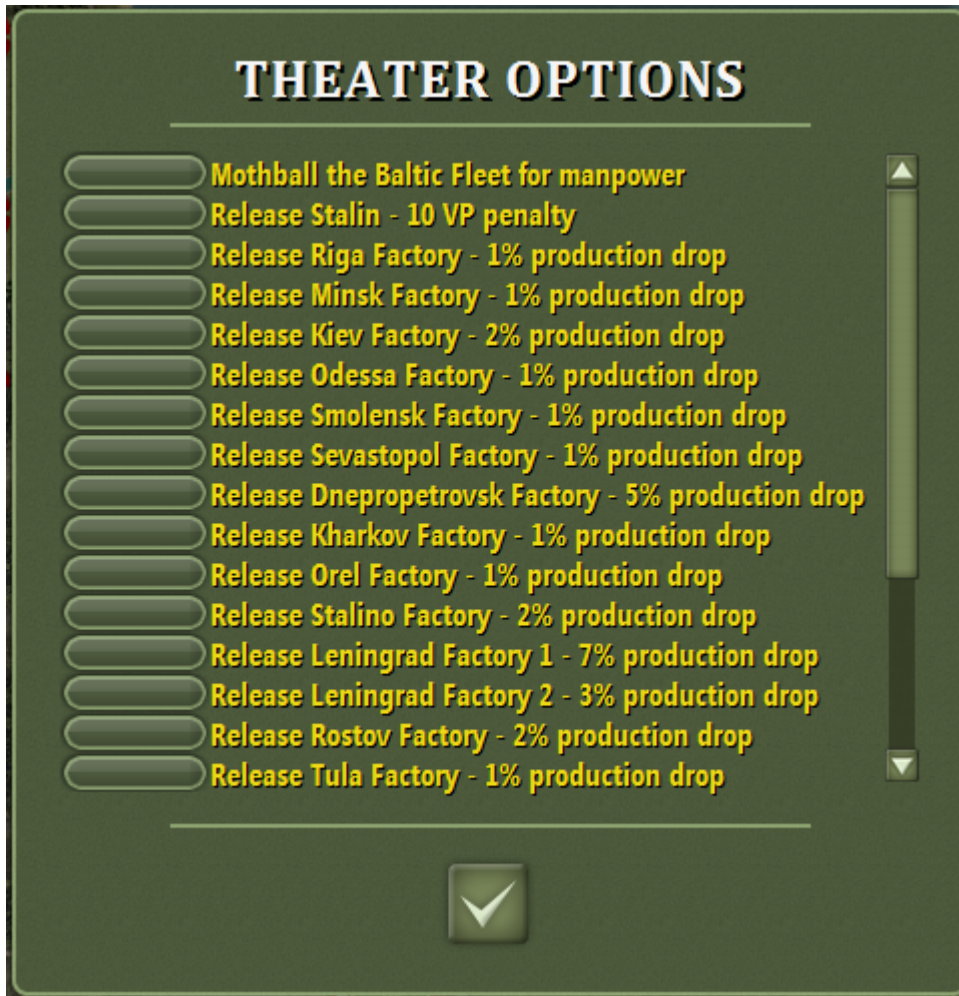 THEATER OPTIONS
Mothball the Baltic Fleet for manpower
Release Stalin - 10 VP penalty
Release Riga Factory - 1% production drop
Release Minsk Factory - 1% production drop
Release Kiev Factory - 2% production drop
Release Odessa Factory - 1% production drop
Release Smolensk Factory - 1% production drop
Release Sevastopol Factory - 1% production drop
Release Dnepropetrovsk Factory - 5% production drop
Release Kharkov Factory - 1% production drop
Release Orel Factory - 1% production drop
Release Stalino Factory - 2% production drop
Release Leningrad Factory 1 - 7% production drop
Release Leningrad Factory 2 - 3% production drop
Release Rostov Factory - 2% production drop
Release Tula Factory - 1% production drop